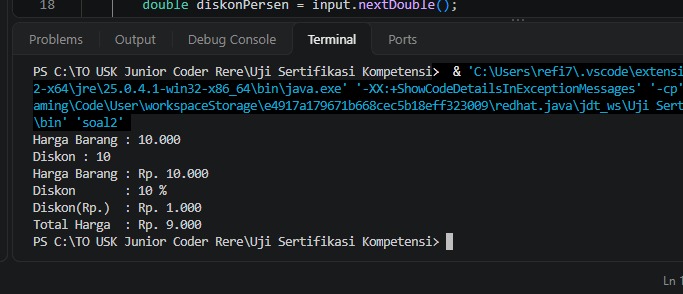 18 double diskonPersen = input.nextDouble();
Problems Output Debug Console Terminal Ports
PS C:\TO USK Junior Coder Rere\Uji Sertifikasi Kompetensi> & 'C:\Users\refi7\.vscode\extensi
2-x64\jre\25.0.4.1-win32-x86_64\bin\java.exe' '-XX:+ShowCodeDetailsInExceptionMessages' '-cp'
aming\Code\User\workspaceStorage\e4917a179671b668cec5b18eff323009\redhat.java\jdt_ws\Uji Sert
\bin' 'soal2'
Harga Barang : 10.000
Diskon : 10
Harga Barang : Rp. 10.000
Diskon : 10 %
Diskon(Rp.) : Rp. 1.000
Total Harga : Rp. 9.000
PS C:\TO USK Junior Coder Rere\Uji Sertifikasi Kompetensi>
Ln 1